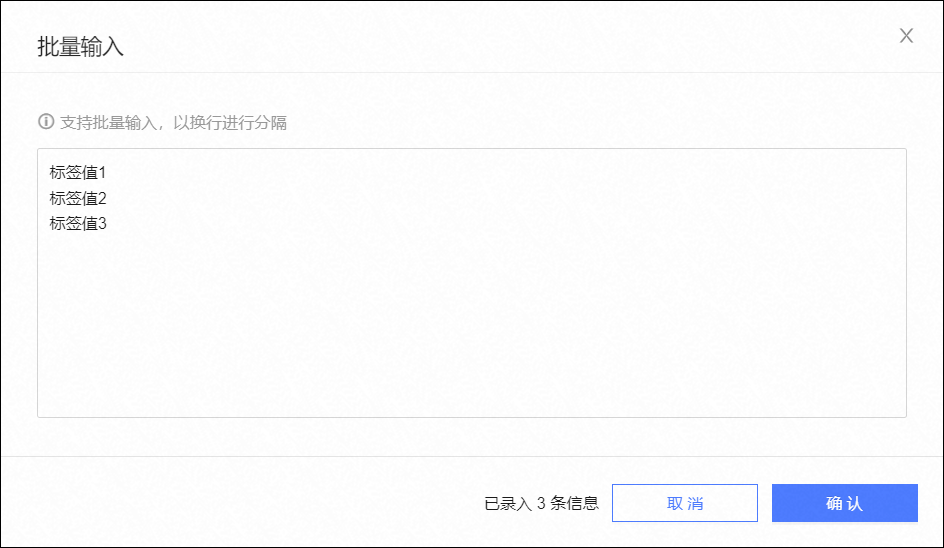 批量输入
支持批量输入，以换行进行分隔
标签值1
标签值2
标签值3
已录入 3 条信息
取消
确认